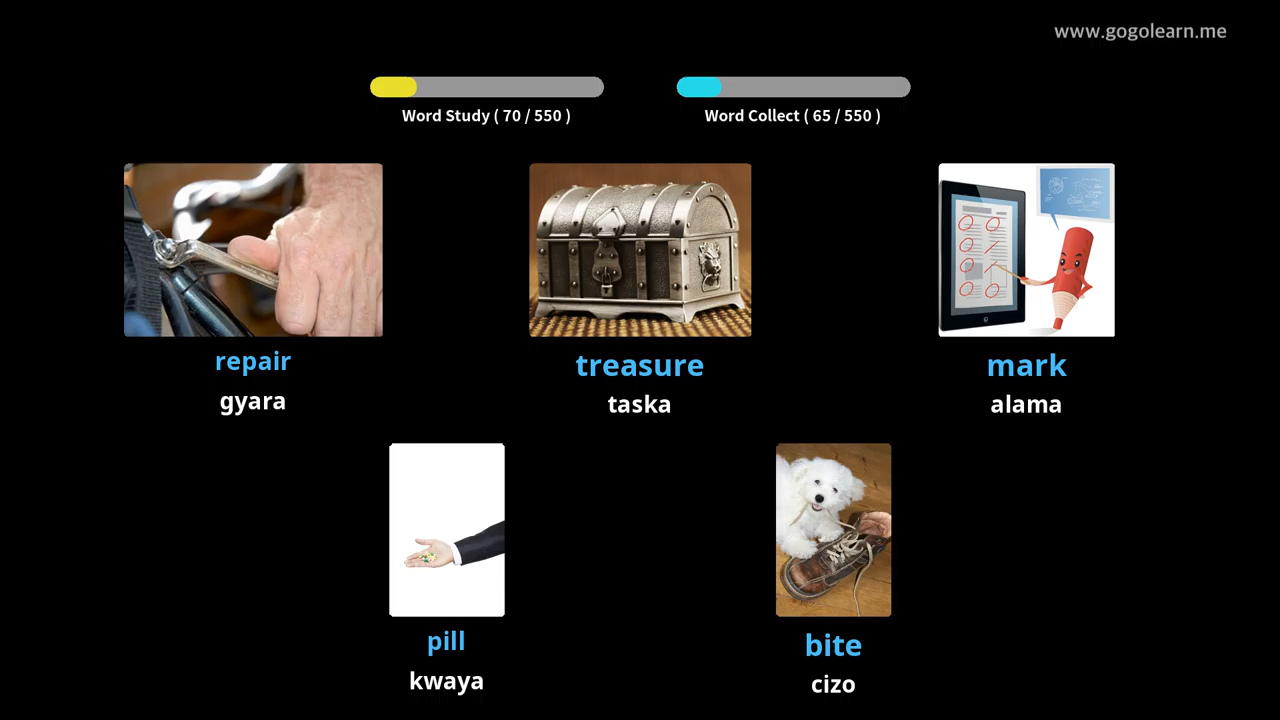 www.gogolearn.me
Word Study ( 70 / 550 )
Word Collect ( 65 / 550 )
repair
gyara
treasure
taska
mark
alama
pill
kwaya
bite
cizo